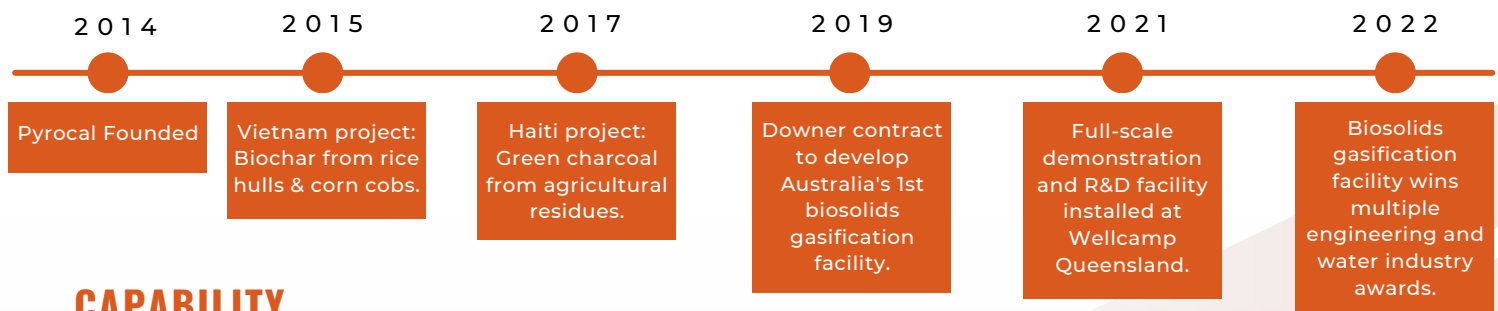 2014
Pyrocal Founded
2015
Vietnam project:
Biochar from rice
hulls & corn cobs.
2017
Haiti project:
Green charcoal
from agricultural
residues.
2019
Downer contract
to develop
Australia's 1st
biosolids
gasification
facility.
2021
Full-scale
demonstration
and R&D facility
installed at
Wellcamp
Queensland.
2022
Biosolids
gasification
facility wins
multiple
engineering and
water industry
awards.
CAPABILITY